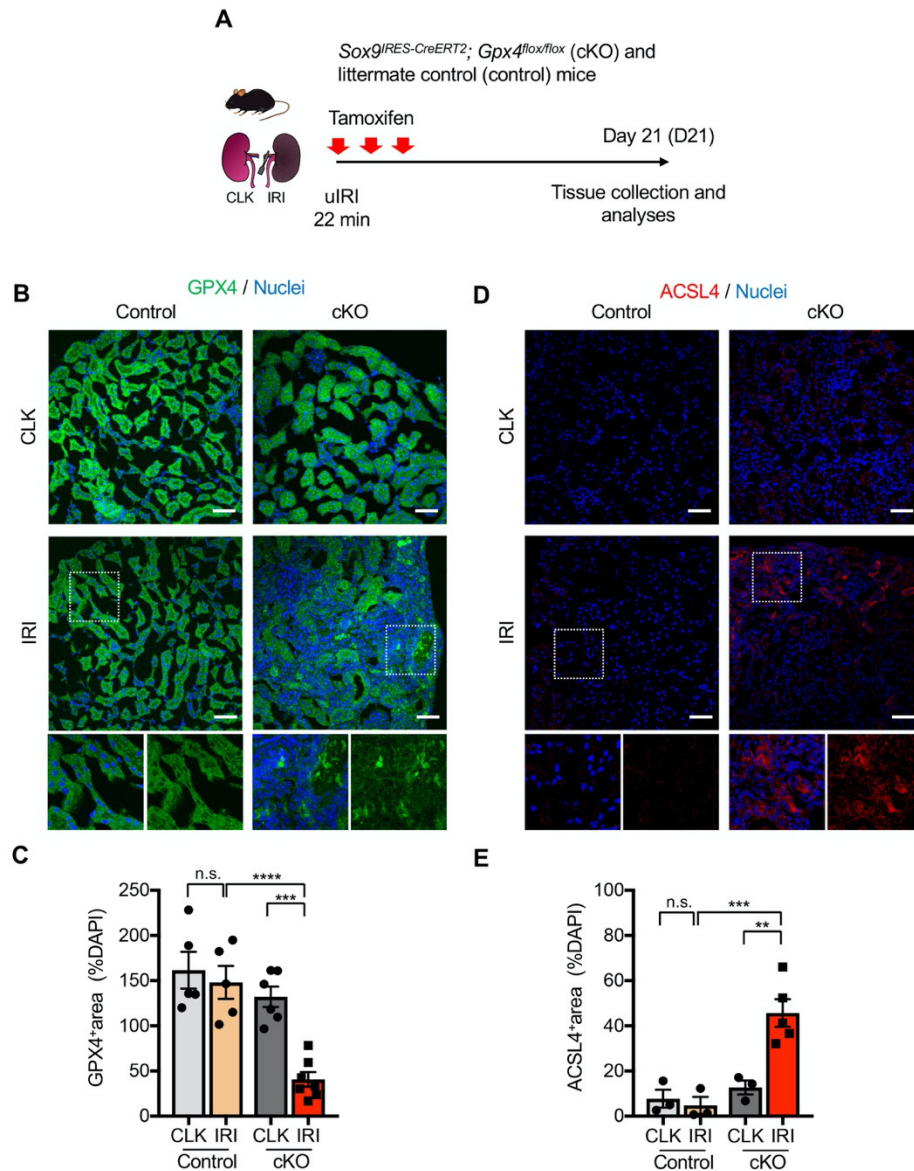 A
Sox9IRES-CreERT2; Gpx4flox/flox (cKO) and
littermate control (control) mice
Tamoxifen
Day 21 (D21)
CLK IRI
uIRI
22 min
Tissue collection and
analyses
B
GPX4 / Nuclei
Control cKO
CLK
IRI
D
ACSL4 / Nuclei
Control cKO
CLK
IRI
C
n.s. **** ***
GPX4+area (%DAPI)
250
200
150
100
50
0
CLK IRI CLK IRI
Control cKO
E
n.s. *** **
ACSL4+area (%DAPI)
100
80
60
40
20
0
CLK IRI CLK IRI
Control cKO